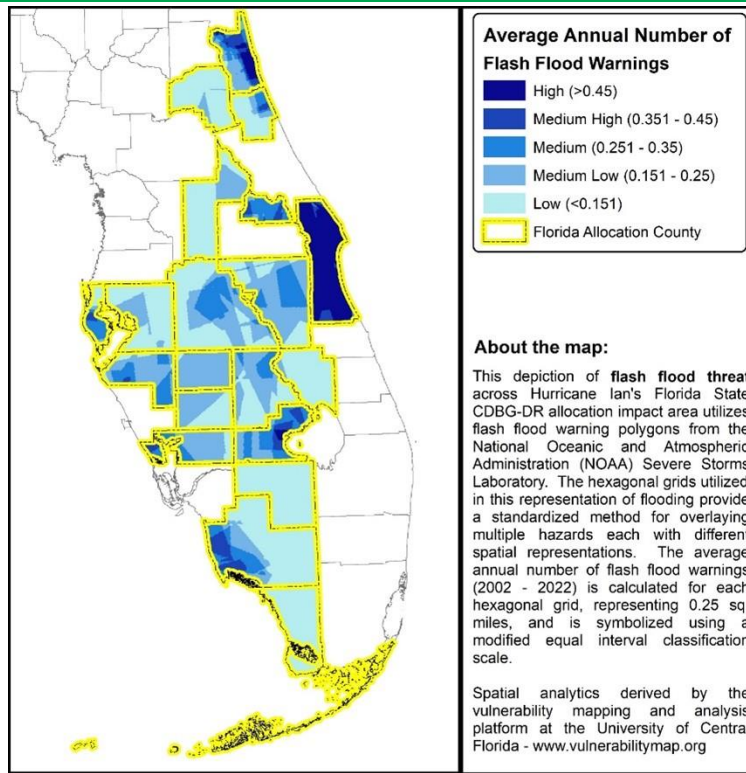 Average Annual Number of
Flash Flood Warnings
High (>0.45)
Medium High (0.351 - 0.45)
Medium (0.251 - 0.35)
Medium Low (0.151 - 0.25)
Low (<0.151)
Florida Allocation County
About the map:
This depiction of flash flood threat
across Hurricane Ian's Florida State
CDBG-DR allocation impact area utilizes
flash flood warning polygons from the
National Oceanic and Atmospheric
Administration (NOAA) Severe Storms
Laboratory. The hexagonal grids utilized
in this representation of flooding provide
a standardized method for overlaying
multiple hazards each with different
spatial representations. The average
annual number of flash flood warnings
(2002 - 2022) is calculated for each
hexagonal grid, representing 0.25 sq
miles, and is symbolized using a
modified equal interval classification
scale.
Spatial analytics derived by the
vulnerability mapping and analysis
platform at the University of Central
Florida - www.vulnerabilitymap.org